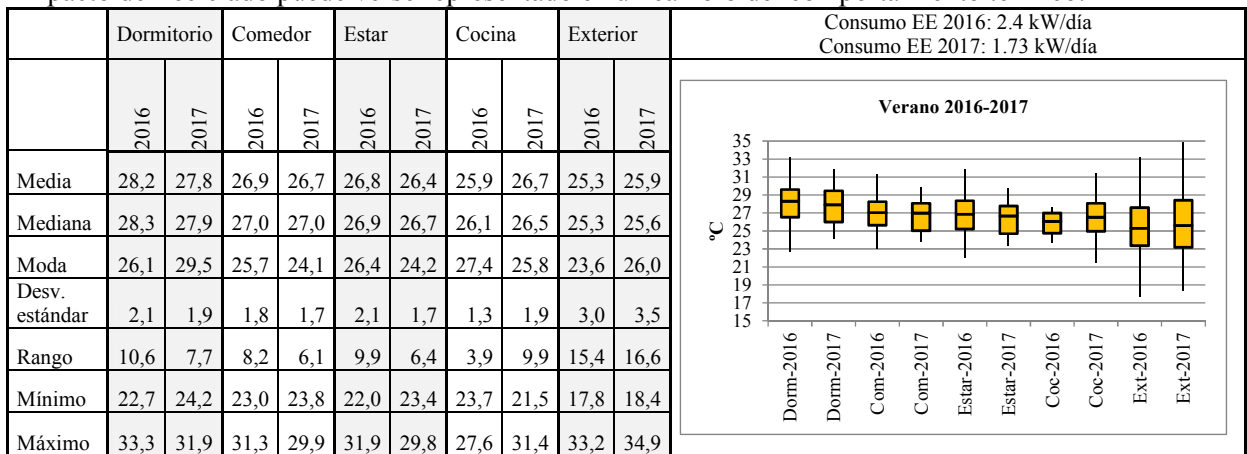 Dormitorio Comedor Estar Cocina Exterior
Consumo EE 2016: 2.4 kW/día
Consumo EE 2017: 1.73 kW/día
2016 2017 2016 2017 2016 2017 2016 2017 2016 2017
Media 28,2 27,8 26,9 26,7 26,8 26,4 25,9 26,7 25,3 25,9
Mediana 28,3 27,9 27,0 27,0 26,9 26,7 26,1 26,5 25,3 25,6
Moda 26,1 29,5 25,7 24,1 26,4 24,2 27,4 25,8 23,6 26,0
Desv.
estándar 2,1 1,9 1,8 1,7 2,1 1,7 1,3 1,9 3,0 3,5
Rango 10,6 7,7 8,2 6,1 9,9 6,4 3,9 9,9 15,4 16,6
Mínimo 22,7 24,2 23,0 23,8 22,0 23,4 23,7 21,5 17,8 18,4
Máximo 33,3 31,9 31,3 29,9 31,9 29,8 27,6 31,4 33,2 34,9
Verano 2016-2017
ºC
35
33
31
29
27
25
23
21
19
17
15
Dorm-2016
Dorm-2017
Com-2016
Com-2017
Estar-2016
Estar-2017
Coc-2016
Coc-2017
Ext-2016
Ext-2017